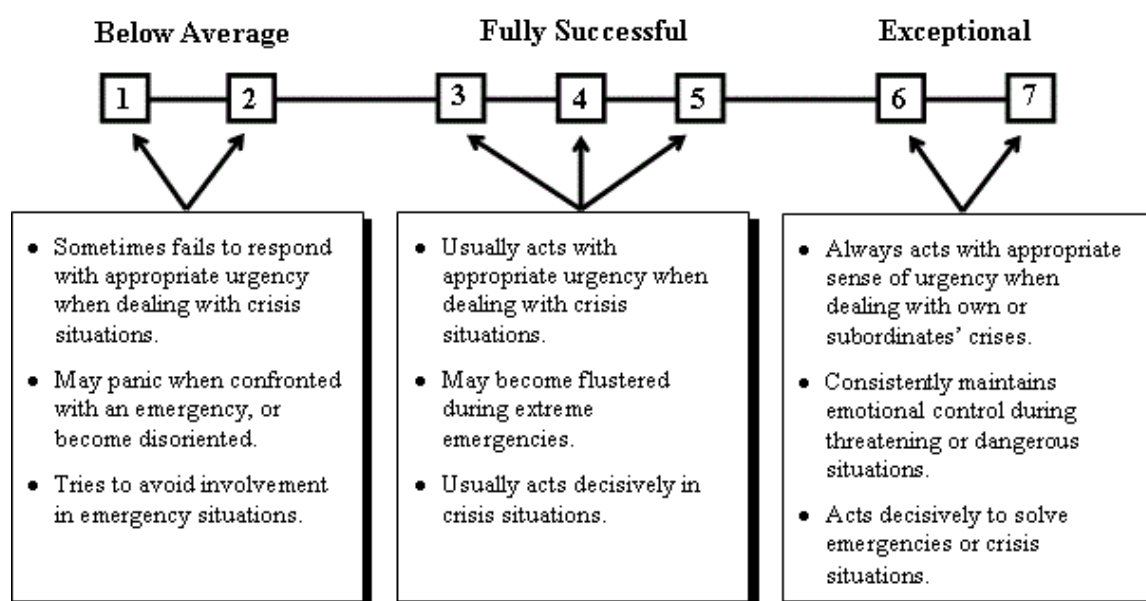 Below Average
Fully Successful
Exceptional
1
2
3
4
5
6
7
• Sometimes fails to respond
with appropriate urgency
when dealing with crisis
situations.
• May panic when confronted
with an emergency, or
become disoriented.
• Tries to avoid involvement
in emergency situations.
• Usually acts with
appropriate urgency when
dealing with crisis
situations.
• May become flustered
during extreme
emergencies.
• Usually acts decisively in
crisis situations.
• Always acts with appropriate
sense of urgency when
dealing with own or
subordinates’ crises.
• Consistently maintains
emotional control during
threatening or dangerous
situations.
• Acts decisively to solve
emergencies or crisis
situations.